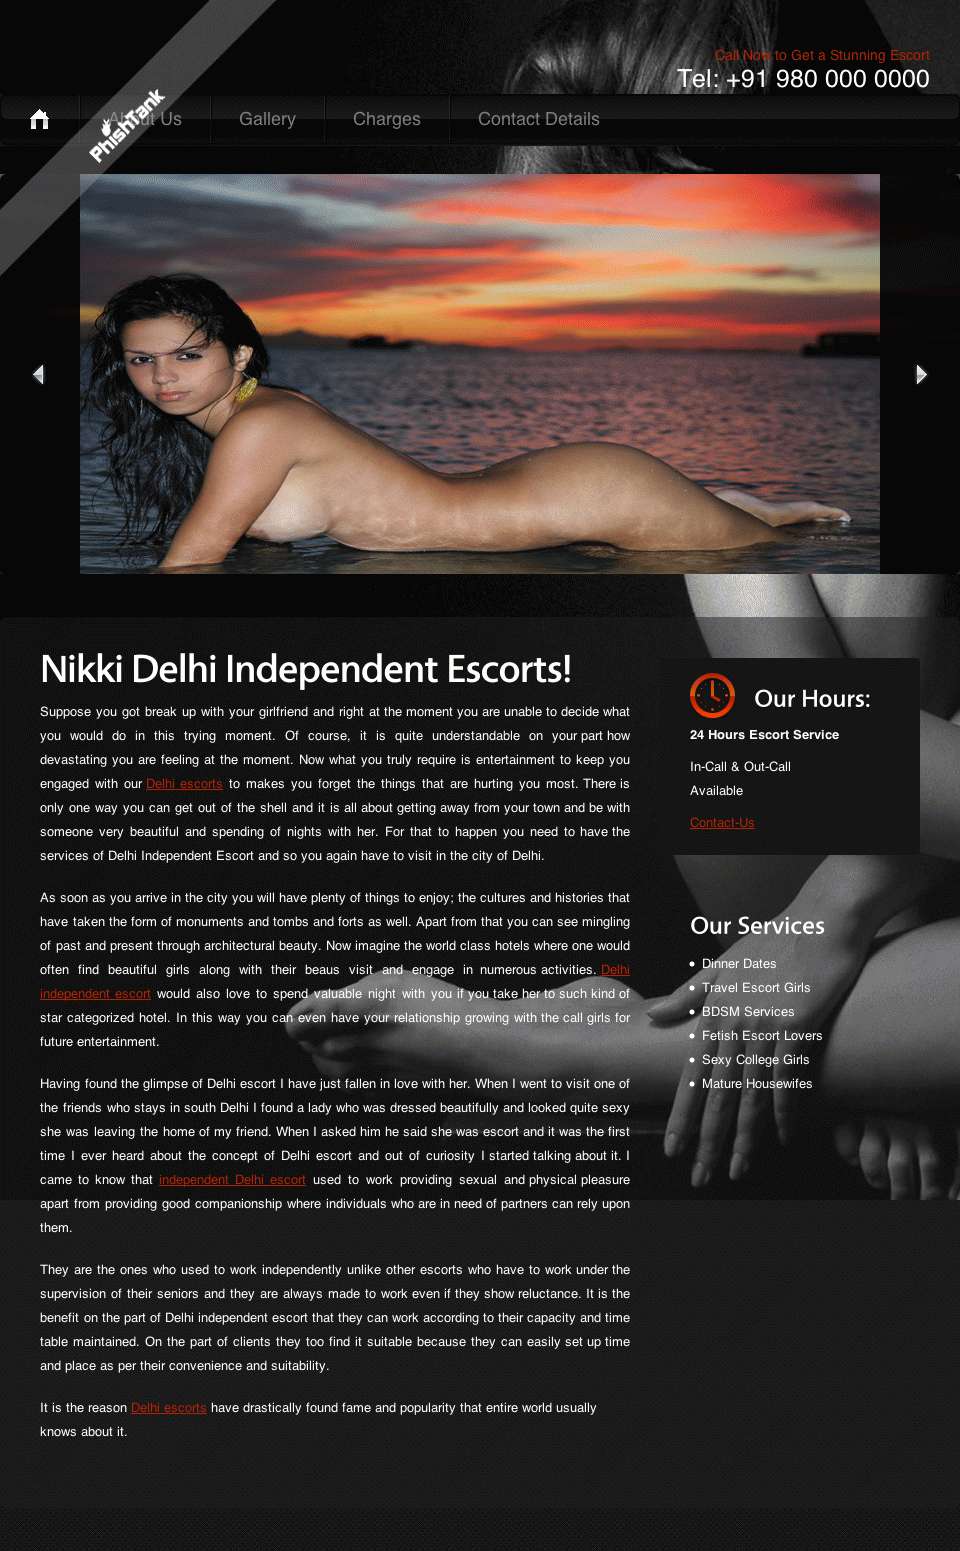 Call Now to Get a Stunning Escort
Tel: +91 980 000 0000
PhishTank
About Us
Gallery
Charges
Contact Details
Nikki Delhi Independent Escorts!
Suppose you got break up with your girlfriend and right at the moment you are unable to decide what
you would do in this trying moment. Of course, it is quite understandable on your part how
devastating you are feeling at the moment. Now what you truly require is entertainment to keep you
engaged with our Delhi escorts to makes you forget the things that are hurting you most. There is
only one way you can get out of the shell and it is all about getting away from your town and be with
someone very beautiful and spending of nights with her. For that to happen you need to have the
services of Delhi Independent Escort and so you again have to visit in the city of Delhi.
As soon as you arrive in the city you will have plenty of things to enjoy; the cultures and histories that
have taken the form of monuments and tombs and forts as well. Apart from that you can see mingling
of past and present through architectural beauty. Now imagine the world class hotels where one would
often find beautiful girls along with their beaus visit and engage in numerous activities. Delhi
independent escort would also love to spend valuable night with you if you take her to such kind of
star categorized hotel. In this way you can even have your relationship growing with the call girls for
future entertainment.
Having found the glimpse of Delhi escort I have just fallen in love with her. When I went to visit one of
the friends who stays in south Delhi I found a lady who was dressed beautifully and looked quite sexy
she was leaving the home of my friend. When I asked him he said she was escort and it was the first
time I ever heard about the concept of Delhi escort and out of curiosity I started talking about it. I
came to know that independent Delhi escort used to work providing sexual and physical pleasure
apart from providing good companionship where individuals who are in need of partners can rely upon
them.
They are the ones who used to work independently unlike other escorts who have to work under the
supervision of their seniors and they are always made to work even if they show reluctance. It is the
benefit on the part of Delhi independent escort that they can work according to their capacity and time
table maintained. On the part of clients they too find it suitable because they can easily set up time
and place as per their convenience and suitability.
It is the reason Delhi escorts have drastically found fame and popularity that entire world usually
knows about it.
Our Hours:
24 Hours Escort Service
In-Call & Out-Call
Available
Contact-Us
Our Services
Dinner Dates
Travel Escort Girls
BDSM Services
Fetish Escort Lovers
Sexy College Girls
Mature Housewifes